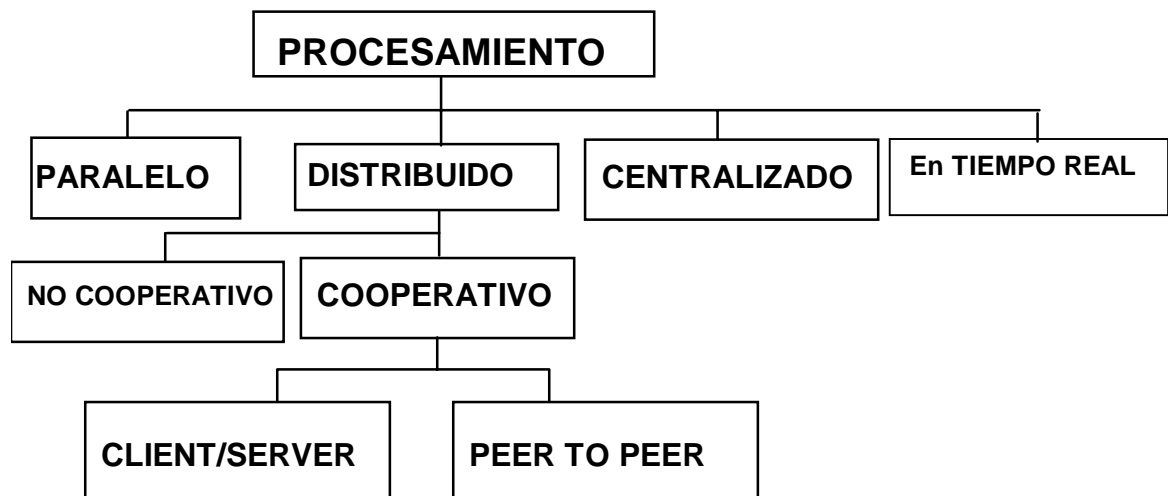 PROCESAMIENTO
PARALELO
DISTRIBUIDO
CENTRALIZADO
En TIEMPO REAL
NO COOPERATIVO
COOPERATIVO
CLIENT/SERVER
PEER TO PEER